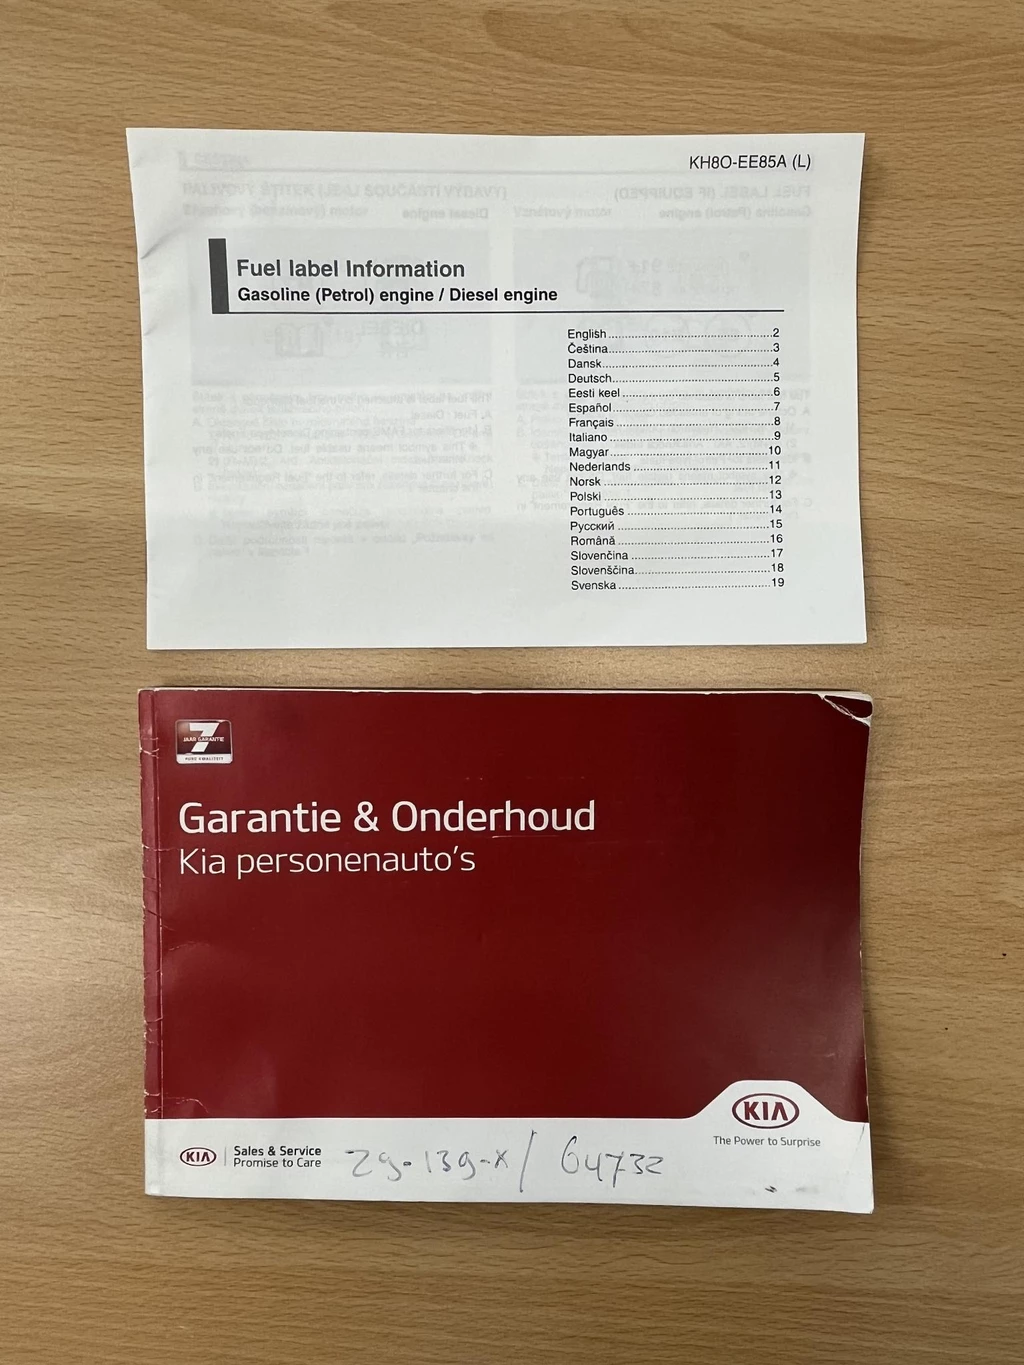 KH8O-EE85A (L)
Fuel label Information
Gasoline (Petrol) engine / Diesel engine
English.................................................2
Čeština.................................................3
Dansk...................................................4
Deutsch.................................................5
Eesti keel..............................................6
Español.................................................7
Français................................................8
Italiano................................................9
Magyar.................................................10
Nederlands.............................................11
Norsk..................................................12
Polski.................................................13
Português..............................................14
Русский................................................15
Română.................................................16
Slovenčina.............................................17
Slovenščina............................................18
Svenska................................................19
7
JAAR GARANTIE
PURE KWALITEIT
Garantie & Onderhoud
Kia personenauto's
KIA
The Power to Surprise
KIA Sales & Service
Promise to Care
29-139-X / 64732